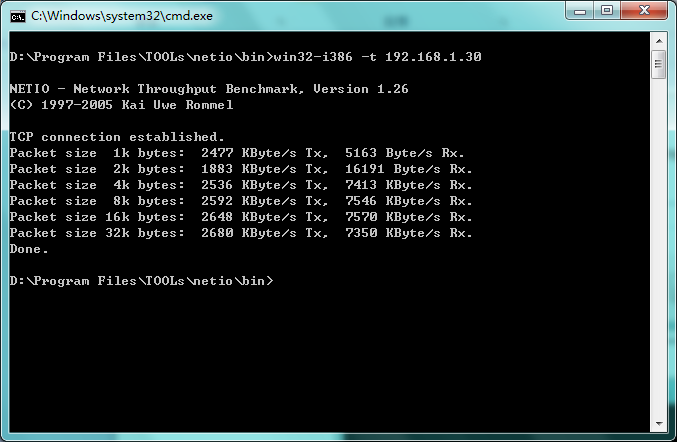 C:\Windows\system32\cmd.exe
D:\Program Files\TOOLs\netio\bin>win32-i386 -t 192.168.1.30
NETIO - Network Throughput Benchmark, Version 1.26
(C) 1997-2005 Kai Uwe Rommel
TCP connection established.
Packet size  1k bytes:  2477 KByte/s Tx,  5163 Byte/s Rx.
Packet size  2k bytes:  1883 KByte/s Tx,  16191 Byte/s Rx.
Packet size  4k bytes:  2536 KByte/s Tx,  7413 KByte/s Rx.
Packet size  8k bytes:  2592 KByte/s Tx,  7546 KByte/s Rx.
Packet size 16k bytes:  2648 KByte/s Tx,  7570 KByte/s Rx.
Packet size 32k bytes:  2680 KByte/s Tx,  7350 KByte/s Rx.
Done.
D:\Program Files\TOOLs\netio\bin>